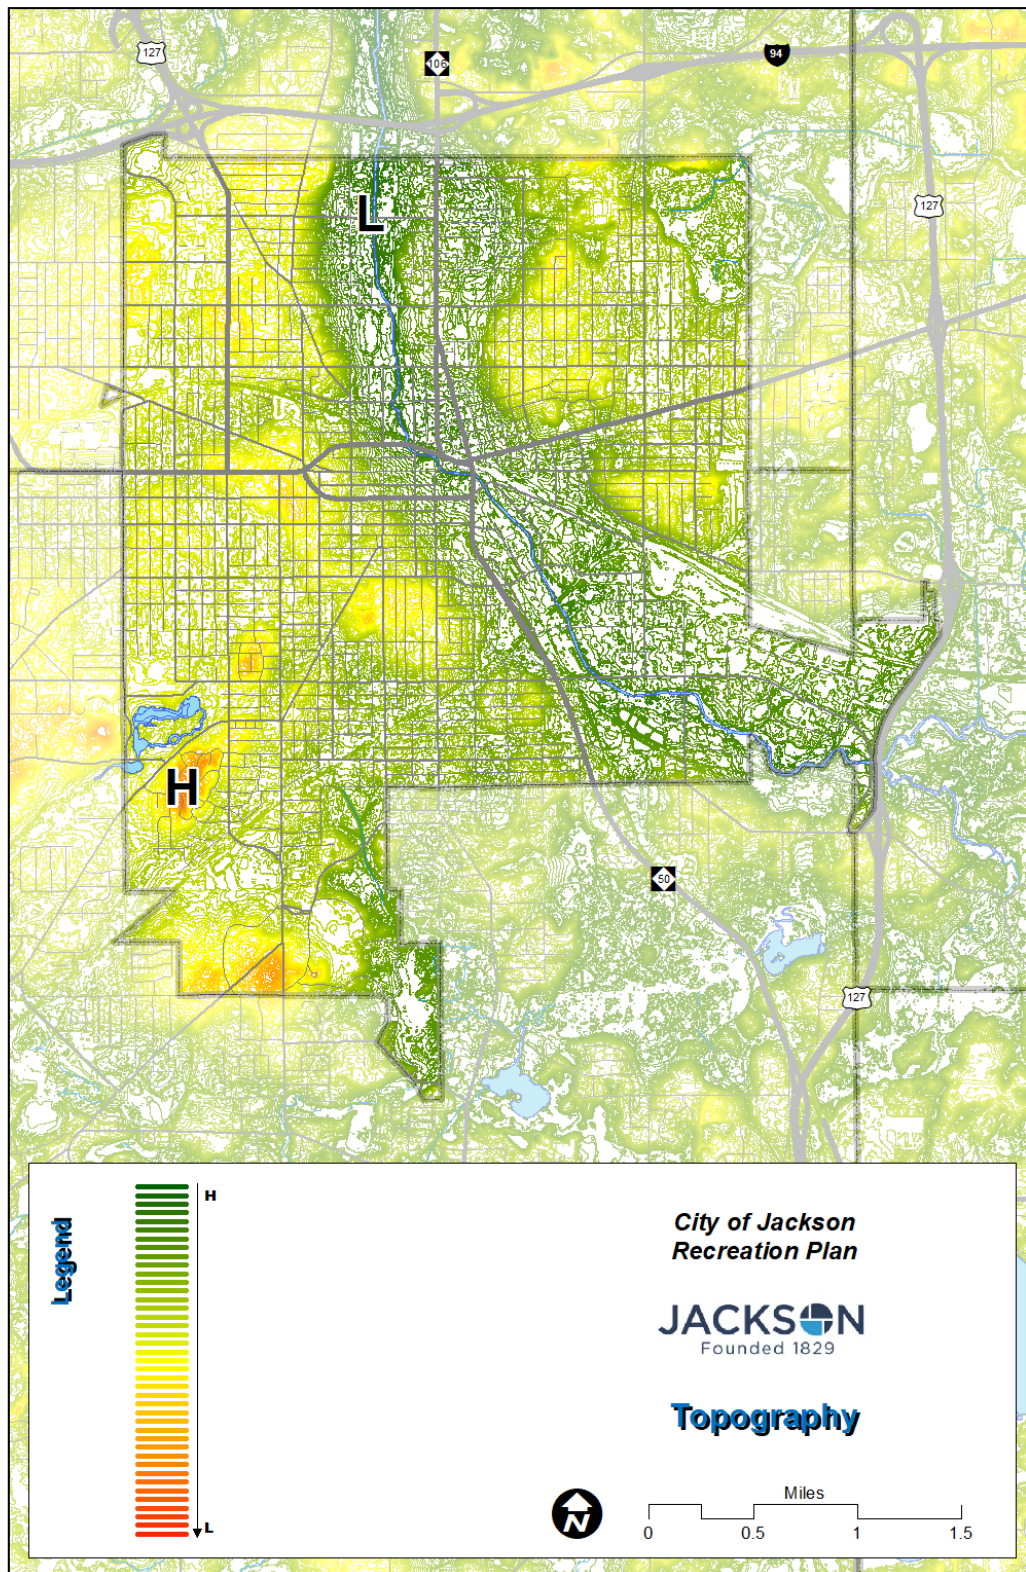 127
106
94
127
L
H
50
127
Legend
H
L
City of Jackson
Recreation Plan
JACKSON
Founded 1829
Topography
N
Miles
0 0.5 1 1.5